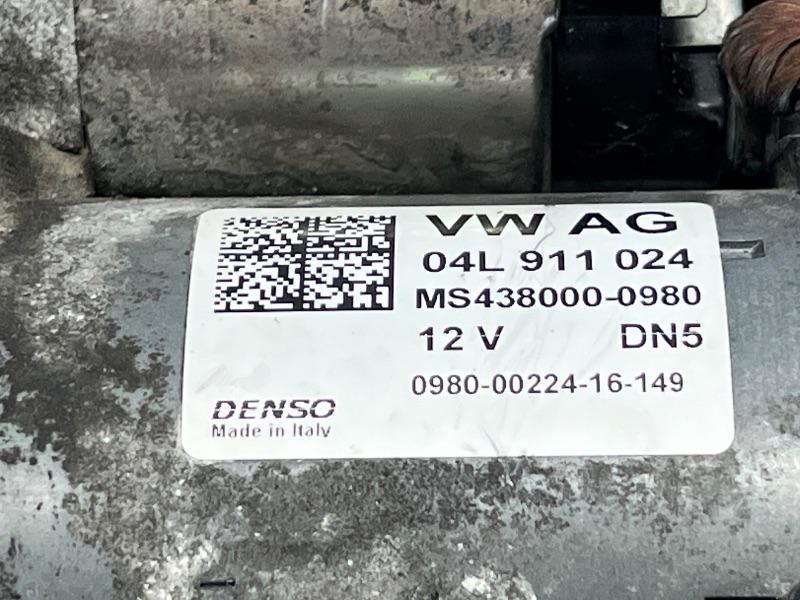 VW AG
04L 911 024
MS438000-0980
12 V DN5
0980-00224-16-149
DENSO
Made in Italy